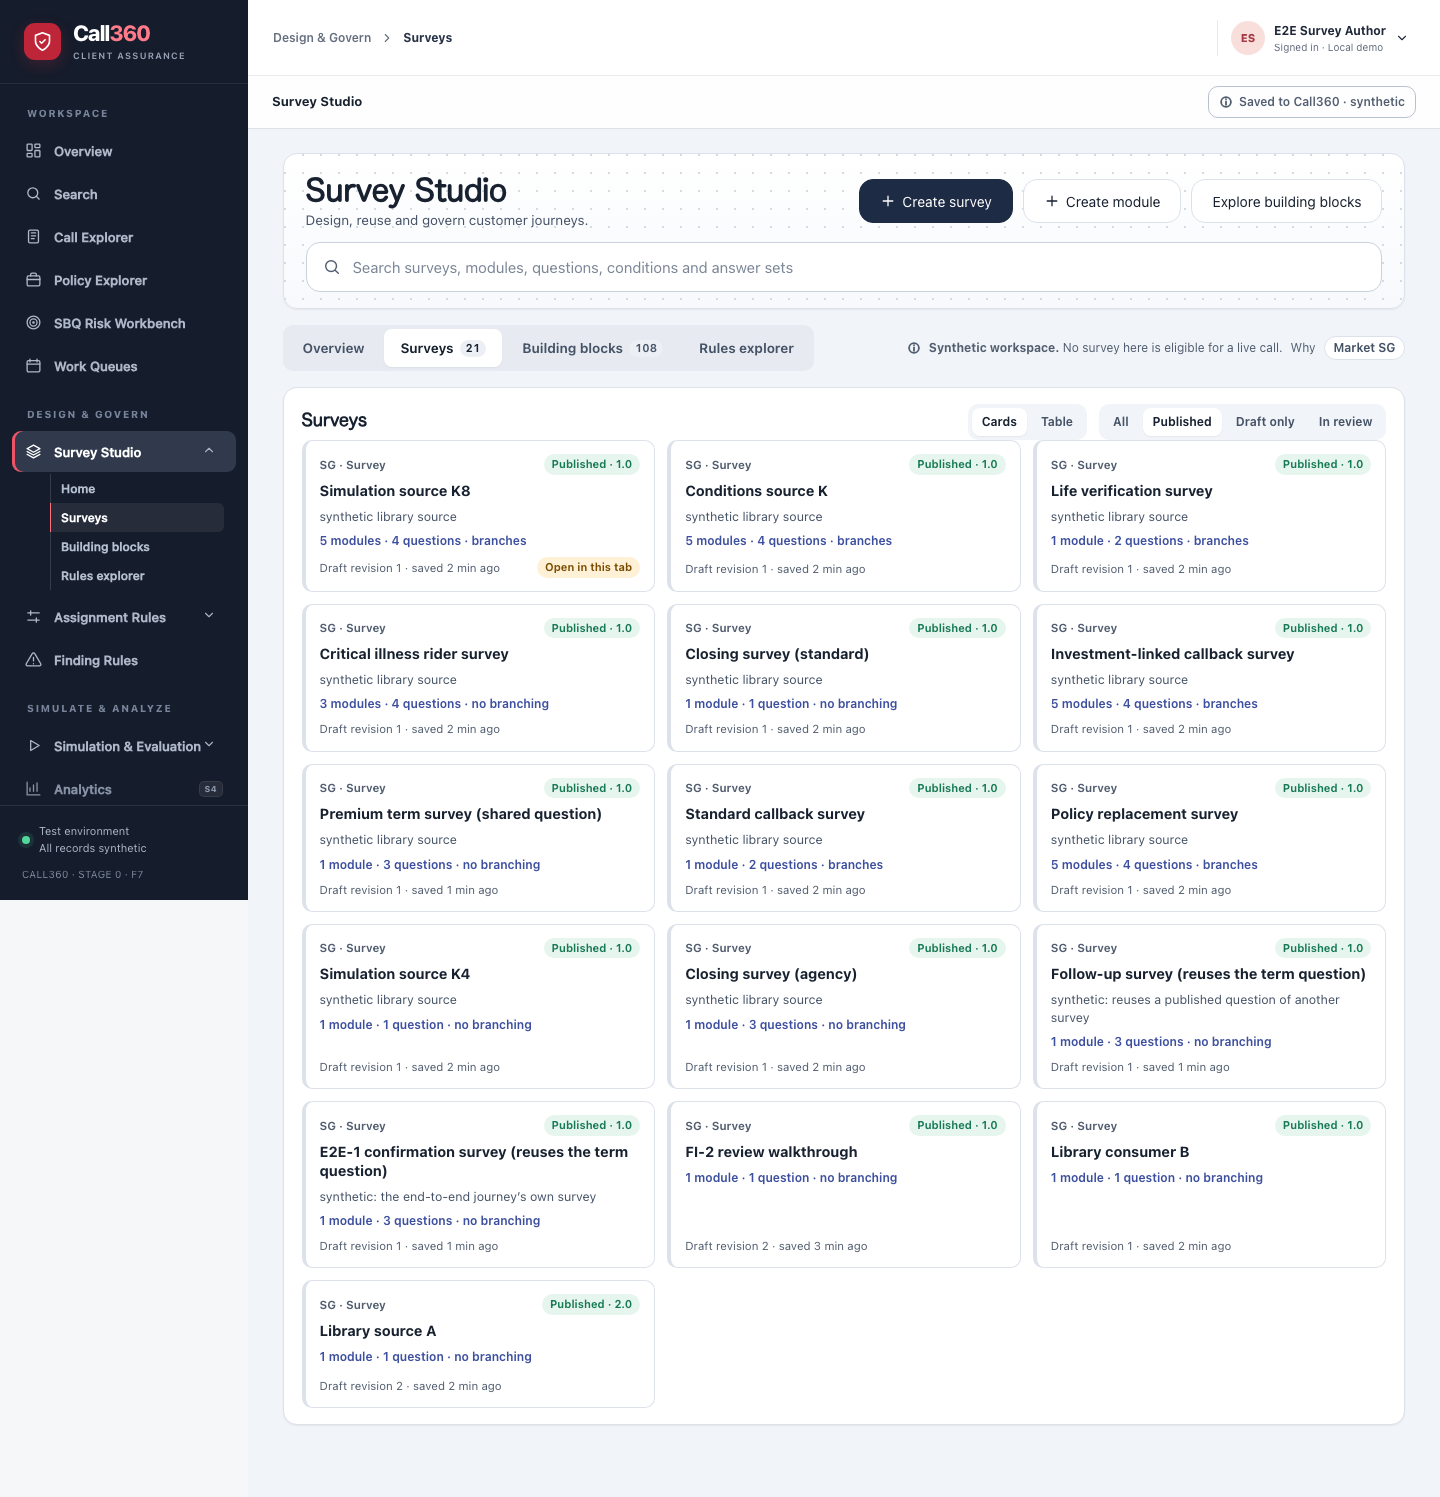 Call360
CLIENT ASSURANCE
WORKSPACE
Overview
Search
Call Explorer
Policy Explorer
SBQ Risk Workbench
Work Queues
DESIGN & GOVERN
Survey Studio
Home
Surveys
Building blocks
Rules explorer
Assignment Rules
Finding Rules
SIMULATE & ANALYZE
Simulation & Evaluation
Analytics S4
Test environment
All records synthetic
CALL360 · STAGE 0 · F7
Design & Govern > Surveys
ES
E2E Survey Author
Signed in · Local demo
Survey Studio
Saved to Call360 · synthetic
Survey Studio
Design, reuse and govern customer journeys.
+ Create survey
+ Create module
Explore building blocks
Search surveys, modules, questions, conditions and answer sets
Overview Surveys 21 Building blocks 108 Rules explorer
Synthetic workspace. No survey here is eligible for a live call. Why Market SG
Surveys
Cards Table All Published Draft only In review
SG · Survey Published · 1.0
Simulation source K8
synthetic library source
5 modules · 4 questions · branches
Draft revision 1 · saved 2 min ago Open in this tab
SG · Survey Published · 1.0
Conditions source K
synthetic library source
5 modules · 4 questions · branches
Draft revision 1 · saved 2 min ago
SG · Survey Published · 1.0
Life verification survey
synthetic library source
1 module · 2 questions · branches
Draft revision 1 · saved 2 min ago
SG · Survey Published · 1.0
Critical illness rider survey
synthetic library source
3 modules · 4 questions · no branching
Draft revision 1 · saved 2 min ago
SG · Survey Published · 1.0
Closing survey (standard)
synthetic library source
1 module · 1 question · no branching
Draft revision 1 · saved 2 min ago
SG · Survey Published · 1.0
Investment-linked callback survey
synthetic library source
5 modules · 4 questions · branches
Draft revision 1 · saved 2 min ago
SG · Survey Published · 1.0
Premium term survey (shared question)
synthetic library source
1 module · 3 questions · no branching
Draft revision 1 · saved 1 min ago
SG · Survey Published · 1.0
Standard callback survey
synthetic library source
1 module · 2 questions · branches
Draft revision 1 · saved 2 min ago
SG · Survey Published · 1.0
Policy replacement survey
synthetic library source
5 modules · 4 questions · branches
Draft revision 1 · saved 2 min ago
SG · Survey Published · 1.0
Simulation source K4
synthetic library source
1 module · 1 question · no branching
Draft revision 1 · saved 2 min ago
SG · Survey Published · 1.0
Closing survey (agency)
synthetic library source
1 module · 3 questions · no branching
Draft revision 1 · saved 2 min ago
SG · Survey Published · 1.0
Follow-up survey (reuses the term question)
synthetic: reuses a published question of another
survey
1 module · 3 questions · no branching
Draft revision 1 · saved 1 min ago
SG · Survey Published · 1.0
E2E-1 confirmation survey (reuses the term
question)
synthetic: the end-to-end journey's own survey
1 module · 3 questions · no branching
Draft revision 1 · saved 1 min ago
SG · Survey Published · 1.0
FI-2 review walkthrough
1 module · 1 question · no branching
Draft revision 2 · saved 3 min ago
SG · Survey Published · 1.0
Library consumer B
1 module · 1 question · no branching
Draft revision 1 · saved 2 min ago
SG · Survey Published · 2.0
Library source A
1 module · 1 question · no branching
Draft revision 2 · saved 2 min ago